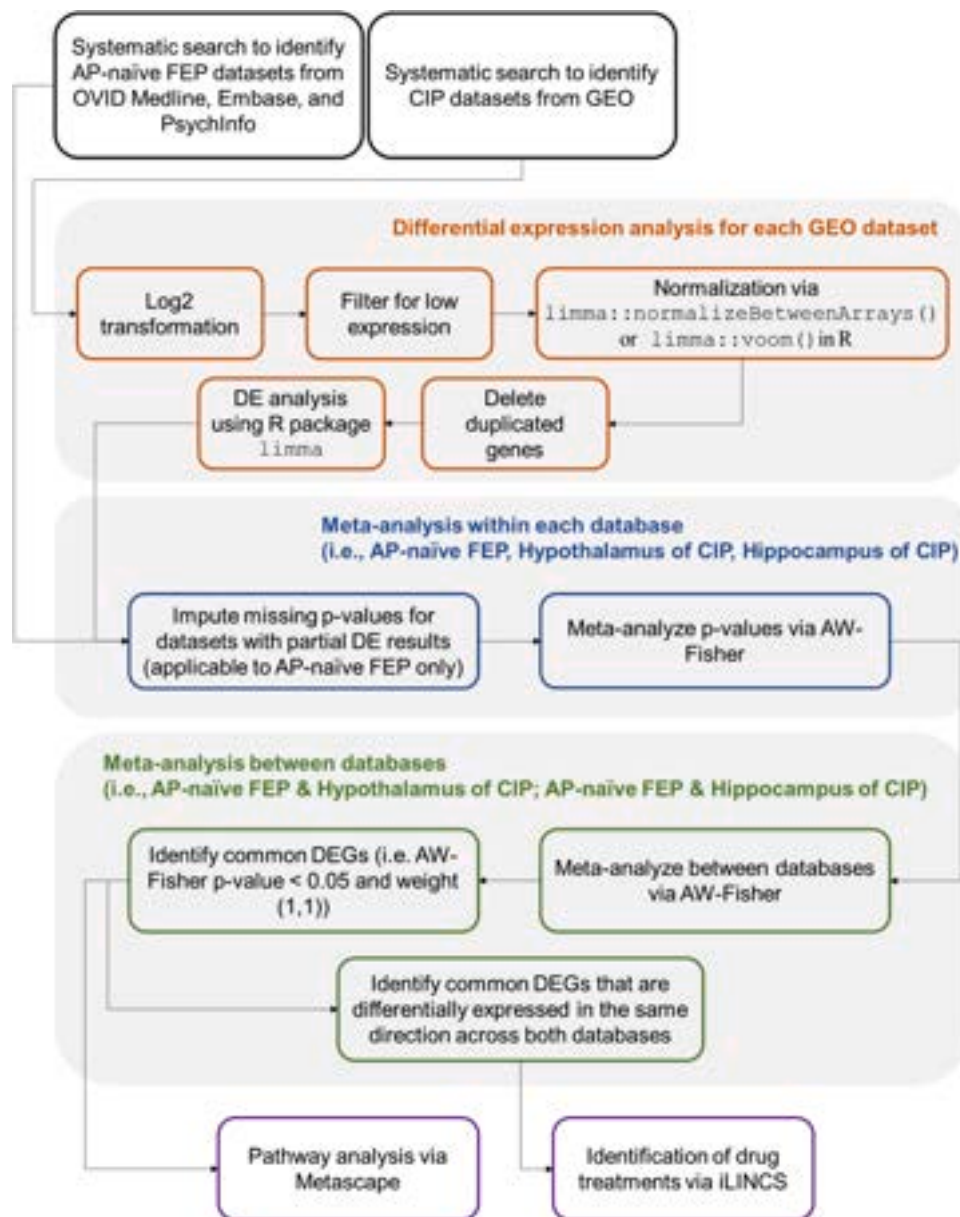 Systematic search to identify
AP-naïve FEP datasets from
OVID Medline, Embase, and
PsychInfo
Systematic search to identify
CIP datasets from GEO
Differential expression analysis for each GEO dataset
Log2
transformation
Filter for low
expression
Normalization via
limma::normalizeBetweenArrays()
or limma::voom() in R
DE analysis
using R package
limma
Delete
duplicated
genes
Meta-analysis within each database
(i.e., AP-naïve FEP, Hypothalamus of CIP, Hippocampus of CIP)
Impute missing p-values for
datasets with partial DE results
(applicable to AP-naïve FEP only)
Meta-analyze p-values via AW-
Fisher
Meta-analysis between databases
(i.e., AP-naïve FEP & Hypothalamus of CIP; AP-naïve FEP & Hippocampus of CIP)
Identify common DEGs (i.e. AW-
Fisher p-value < 0.05 and weight
(1,1))
Meta-analyze between databases
via AW-Fisher
Identify common DEGs that are
differentially expressed in the same
direction across both databases
Pathway analysis via
Metascape
Identification of drug
treatments via iLINCS